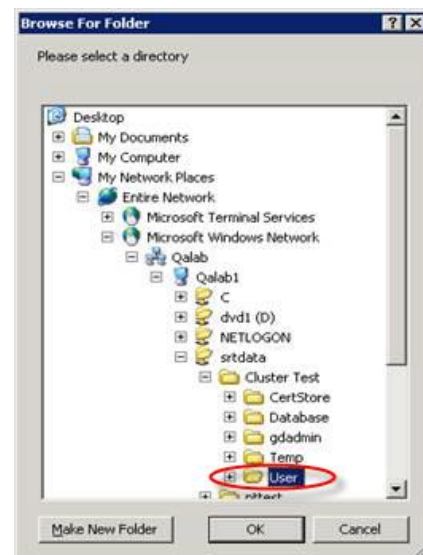 Browse For Folder
Please select a directory
Desktop
My Documents
My Computer
My Network Places
Entire Network
Microsoft Terminal Services
Microsoft Windows Network
Qalab
Qalab1
C
dvd1 (D)
NETLOGON
srtdata
Cluster Test
CertStore
Database
gdadmin
Temp
User
Make New Folder
OK
Cancel